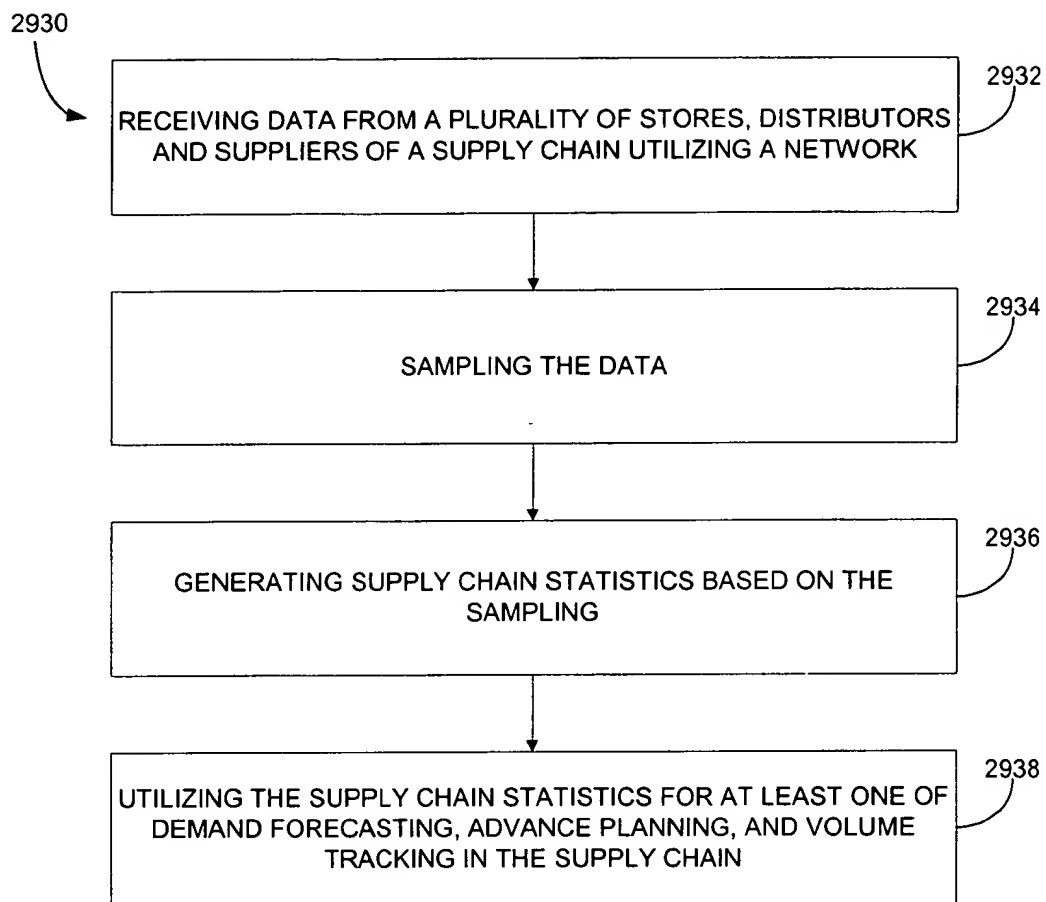 2930
2932
RECEIVING DATA FROM A PLURALITY OF STORES, DISTRIBUTORS
AND SUPPLIERS OF A SUPPLY CHAIN UTILIZING A NETWORK
2934
SAMPLING THE DATA
2936
GENERATING SUPPLY CHAIN STATISTICS BASED ON THE
SAMPLING
2938
UTILIZING THE SUPPLY CHAIN STATISTICS FOR AT LEAST ONE OF
DEMAND FORECASTING, ADVANCE PLANNING, AND VOLUME
TRACKING IN THE SUPPLY CHAIN